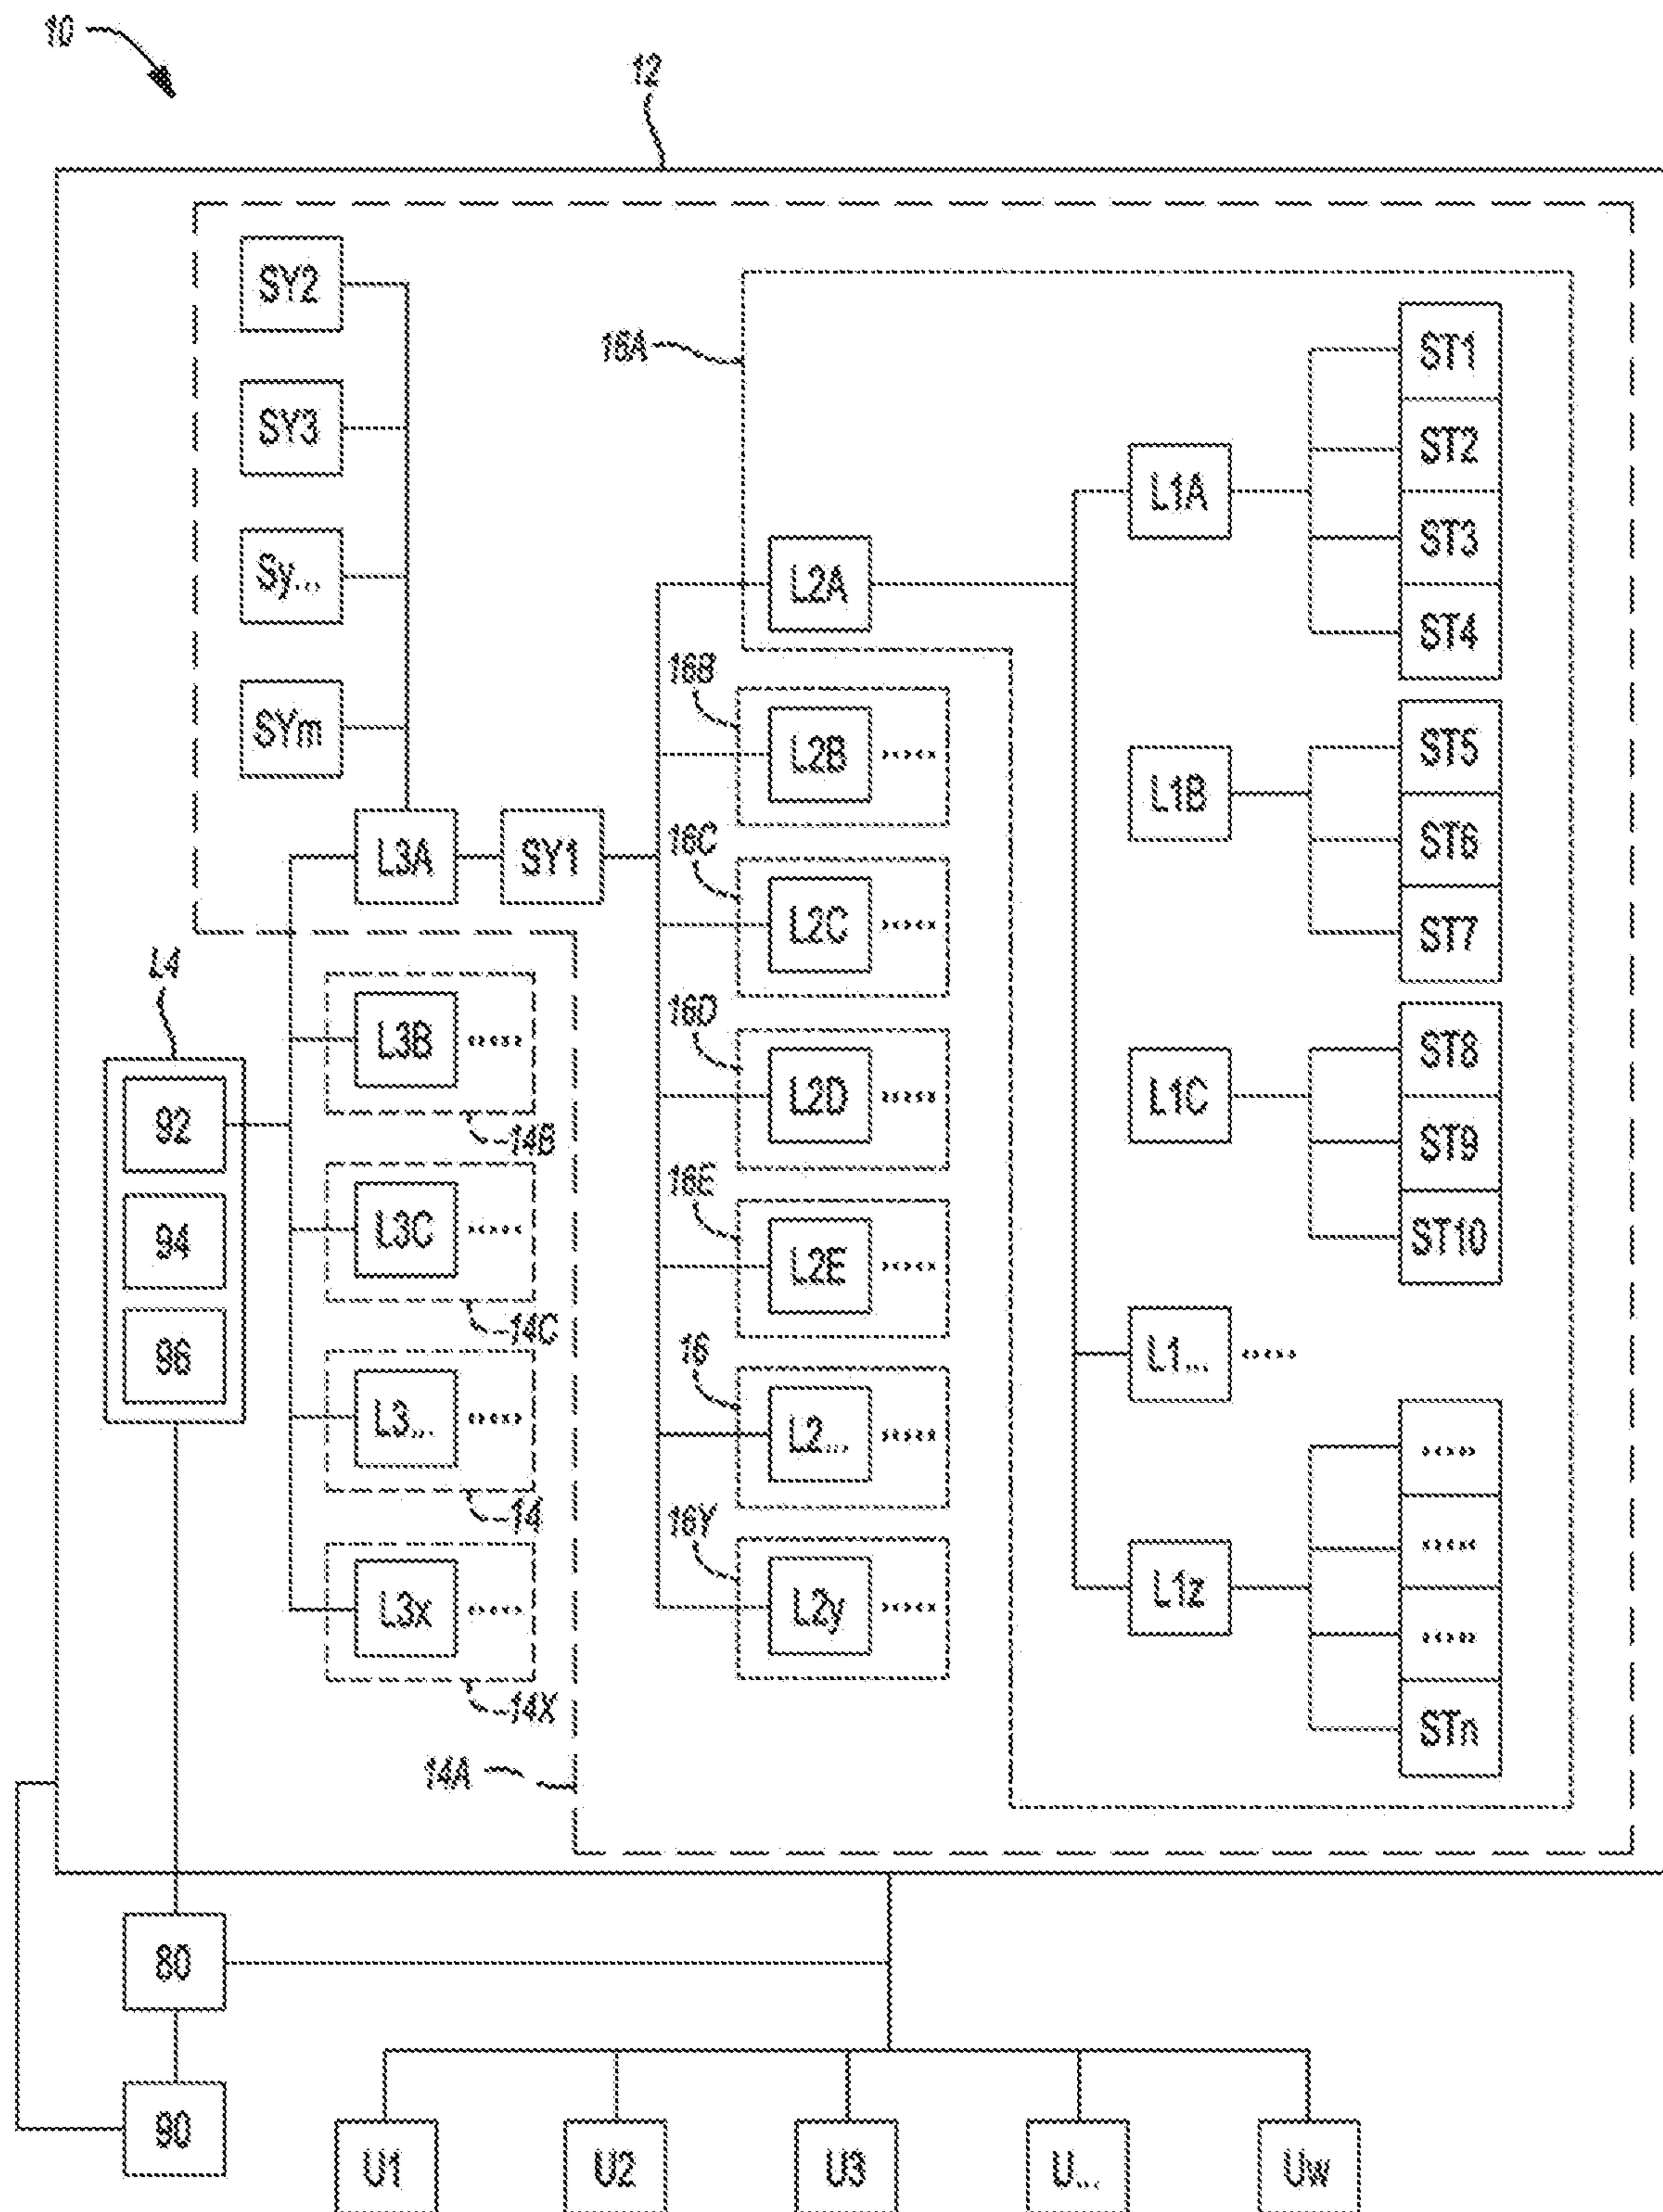 10
12
SY2
SY3
Sy...
SYm
16A
ST1
ST2
ST3
ST4
L1A
L2A
16B
L2B .....
L1B
ST5
ST6
ST7
L3A
SY1
16C
L2C .....
L4
92
94
96
L3B .....
14B
16D
L2D .....
L1C
ST8
ST9
ST10
L3C .....
14C
16E
L2E .....
L3... .....
14
16
L2... .....
L1... .....
L3x .....
14X
16Y
L2y .....
L1z
.....
.....
.....
STn
14A
80
90
U1
U2
U3
U...
Uw